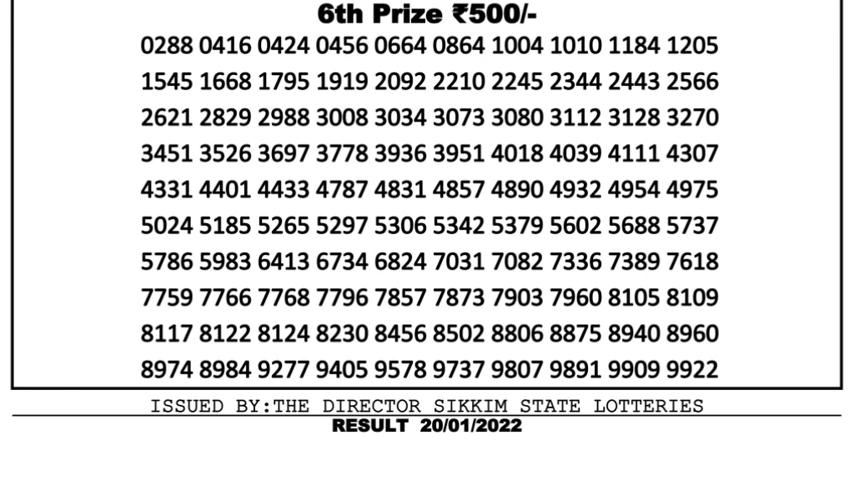 6th Prize ₹500/-
0288 0416 0424 0456 0664 0864 1004 1010 1184 1205
1545 1668 1795 1919 2092 2210 2245 2344 2443 2566
2621 2829 2988 3008 3034 3073 3080 3112 3128 3270
3451 3526 3697 3778 3936 3951 4018 4039 4111 4307
4331 4401 4433 4787 4831 4857 4890 4932 4954 4975
5024 5185 5265 5297 5306 5342 5379 5602 5688 5737
5786 5983 6413 6734 6824 7031 7082 7336 7389 7618
7759 7766 7768 7796 7857 7873 7903 7960 8105 8109
8117 8122 8124 8230 8456 8502 8806 8875 8940 8960
8974 8984 9277 9405 9578 9737 9807 9891 9909 9922
ISSUED BY:THE DIRECTOR SIKKIM STATE LOTTERIES
RESULT 20/01/2022